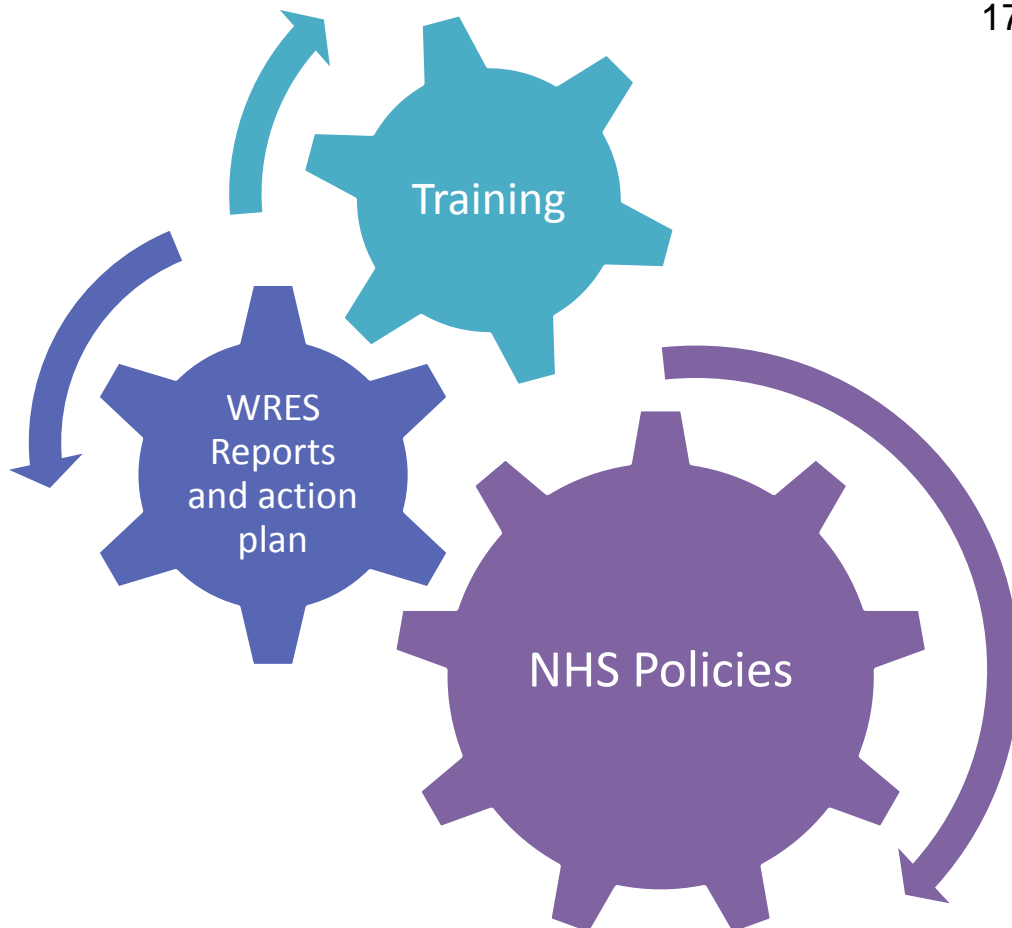 17
Training
WRES
Reports
and action
plan
NHS Policies